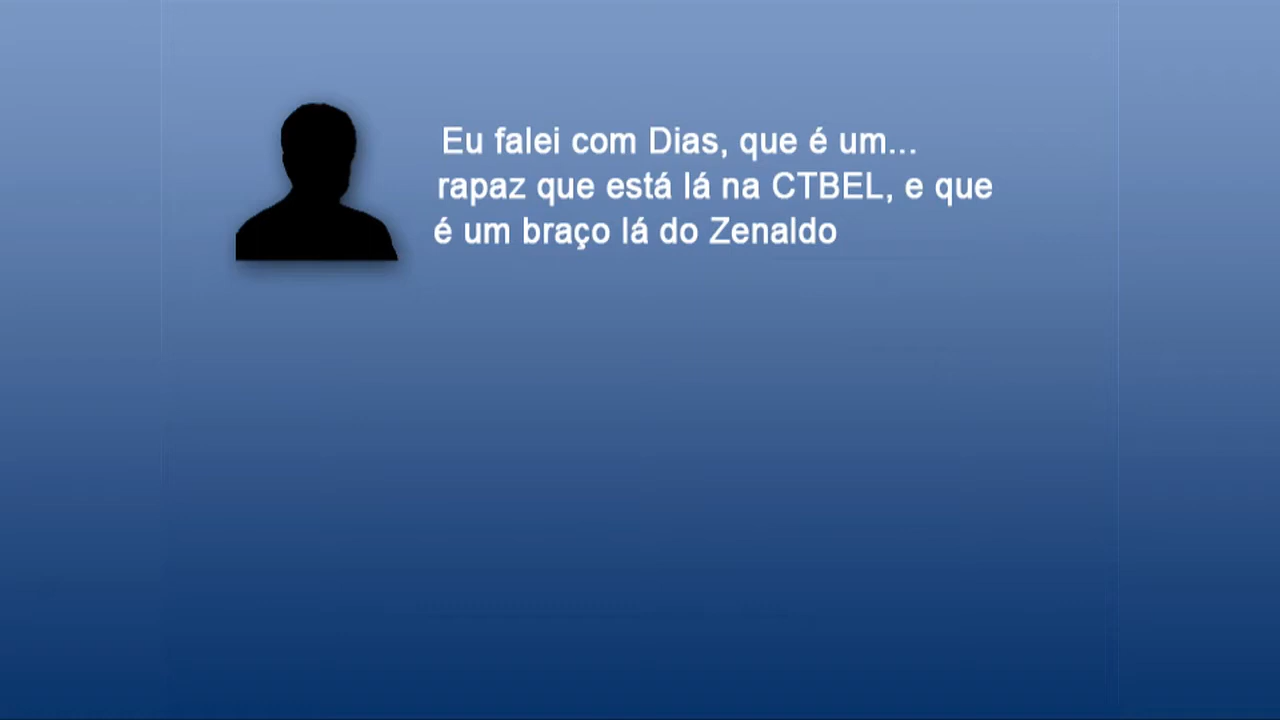 Eu falei com Dias, que é um...
rapaz que está lá na CTBEL, e que
é um braço lá do Zenaldo